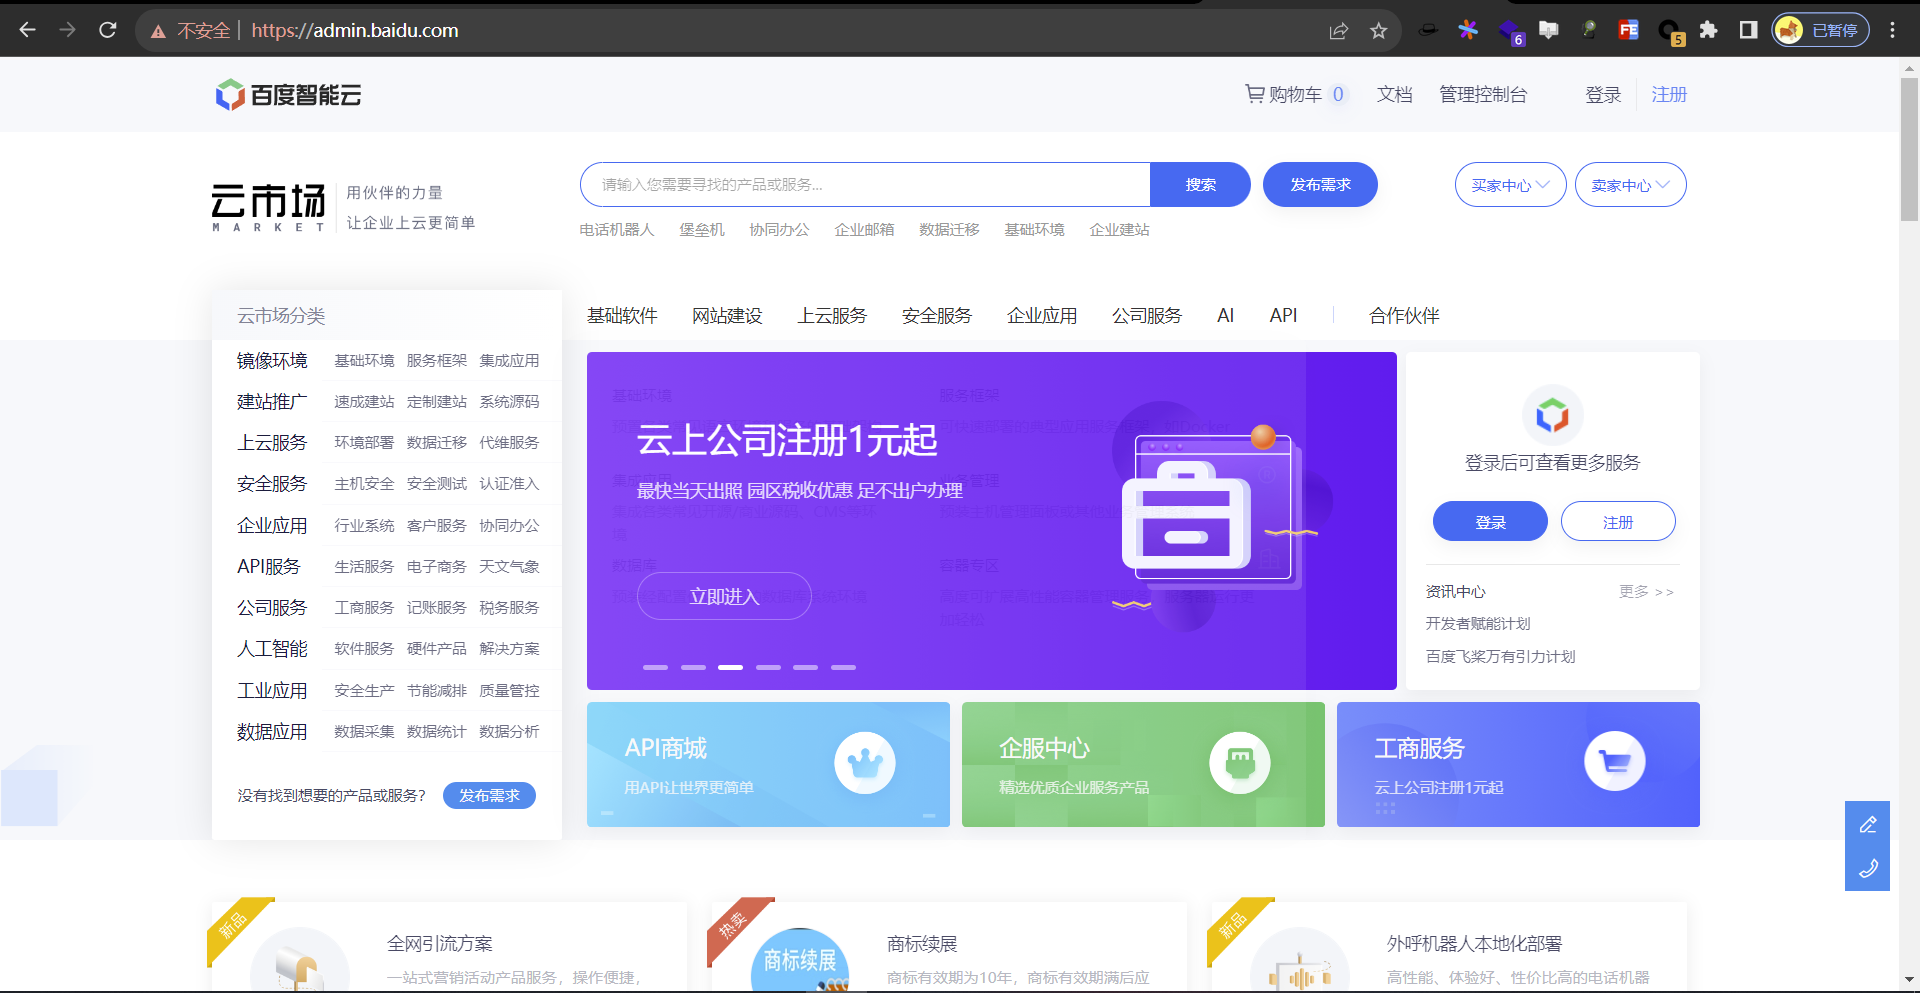 不安全 | https://admin.baidu.com
6
FE
5
已暂停
百度智能云
购物车 0
文档
管理控制台
登录
注册
云市场
MARKET
用伙伴的力量
让企业上云更简单
请输入您需要寻找的产品或服务...
搜索
发布需求
买家中心
卖家中心
电话机器人 堡垒机 协同办公 企业邮箱 数据迁移 基础环境 企业建站
云市场分类
基础软件 网站建设 上云服务 安全服务 企业应用 公司服务 AI API | 合作伙伴
镜像环境 基础环境 服务框架 集成应用
建站推广 速成建站 定制建站 系统源码
上云服务 环境部署 数据迁移 代维服务
安全服务 主机安全 安全测试 认证准入
企业应用 行业系统 客户服务 协同办公
API服务 生活服务 电子商务 天文气象
公司服务 工商服务 记账服务 税务服务
人工智能 软件服务 硬件产品 解决方案
工业应用 安全生产 节能减排 质量管控
数据应用 数据采集 数据统计 数据分析
没有找到想要的产品或服务? 发布需求
基础环境
服务框架
云上公司注册1元起
最快当天出照 园区税收优惠 足不出户办理
数据库
容器专区
立即进入
登录后可查看更多服务
登录
注册
资讯中心
更多 >>
开发者赋能计划
百度飞桨万有引力计划
API商城
用API让世界更简单
企服中心
精选优质企业服务产品
工商服务
云上公司注册1元起
新品
全网引流方案
一站式营销活动产品服务，操作便捷，
热卖
商标续展
商标续展
商标有效期为10年，商标有效期满后应
新品
外呼机器人本地化部署
高性能、体验好、性价比高的电话机器